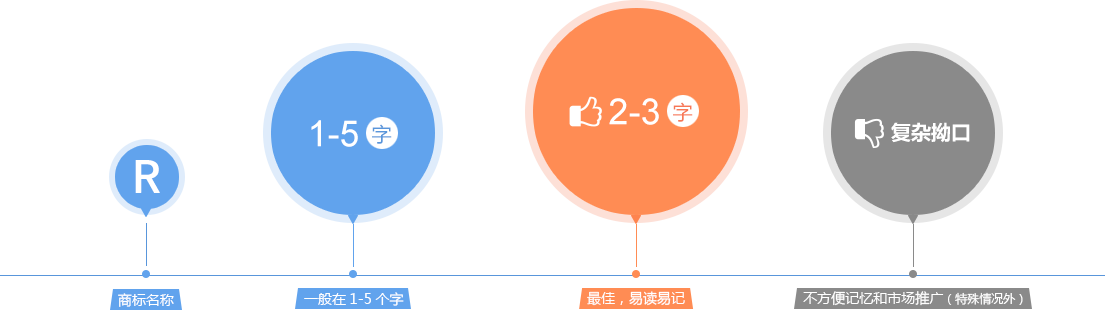 R
1-5 字
2-3 字
复杂拗口
商标名称
一般在 1-5 个字
最佳，易读易记
不方便记忆和市场推广（特殊情况外）